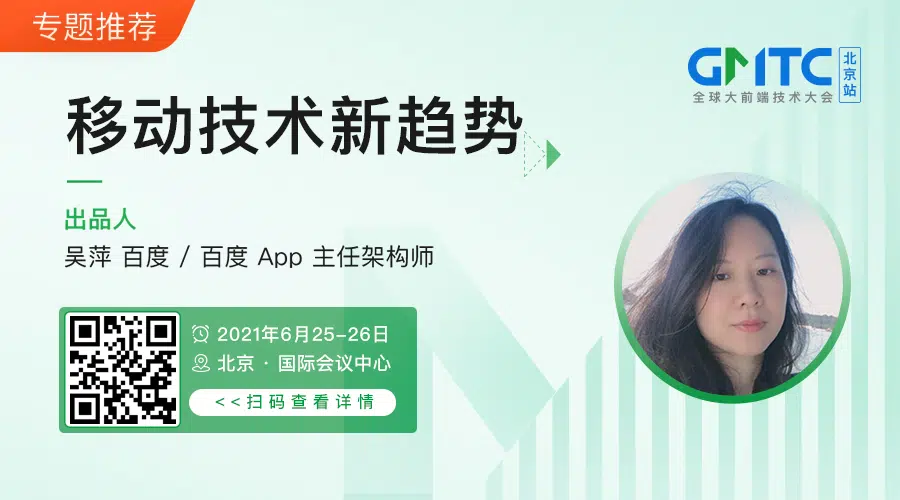 专题推荐
GMTC
北京站
全球大前端技术大会
移动技术新趋势
出品人
吴萍 百度 / 百度 App 主任架构师
2021年6月25-26日
北京 · 国际会议中心
<<扫码查看详情